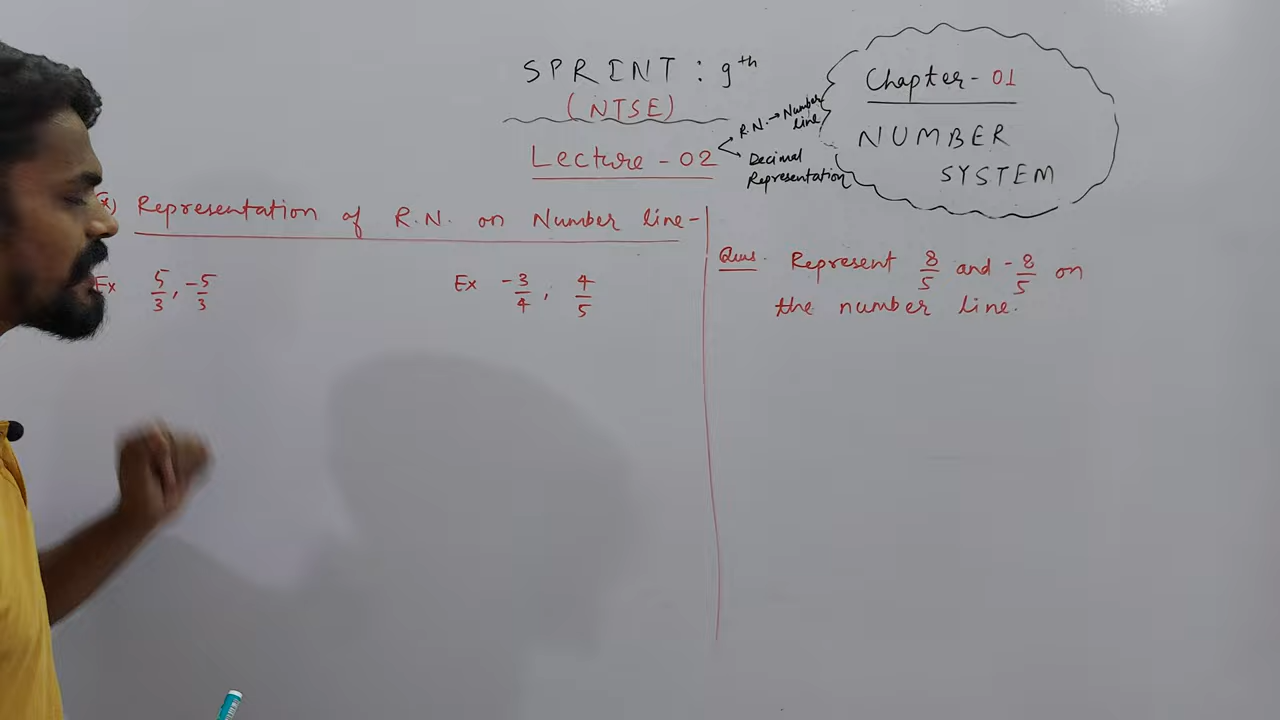 SPRINT : 9th
(NTSE)
Lecture - 02
R.N. → Number line
Decimal Representation
Chapter - 01
NUMBER
SYSTEM
Representation of R.N. on Number line -
Ex 5/3, -5/3
Ex -3/4, 4/5
Ques. Represent 8/5 and -8/5 on
the number line.